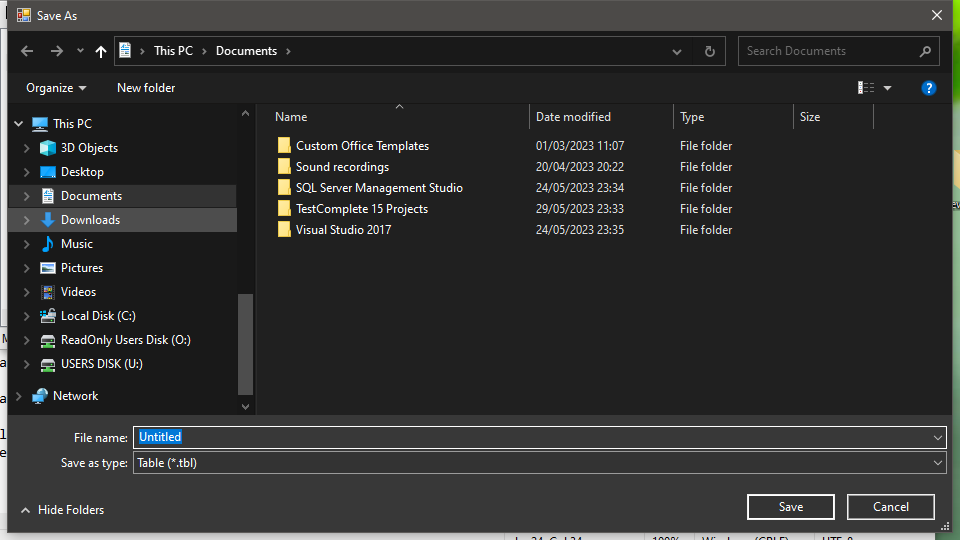 Save As
This PC > Documents >
Search Documents
Organize
New folder
?
Name
Date modified
Type
Size
This PC
3D Objects
Desktop
Documents
Downloads
Music
Pictures
Videos
Local Disk (C:)
ReadOnly Users Disk (O:)
USERS DISK (U:)
Network
Custom Office Templates 01/03/2023 11:07 File folder
Sound recordings 20/04/2023 20:22 File folder
SQL Server Management Studio 24/05/2023 23:34 File folder
TestComplete 15 Projects 29/05/2023 23:33 File folder
Visual Studio 2017 24/05/2023 23:35 File folder
File name: Untitled
Save as type: Table (*.tbl)
Hide Folders
Save
Cancel